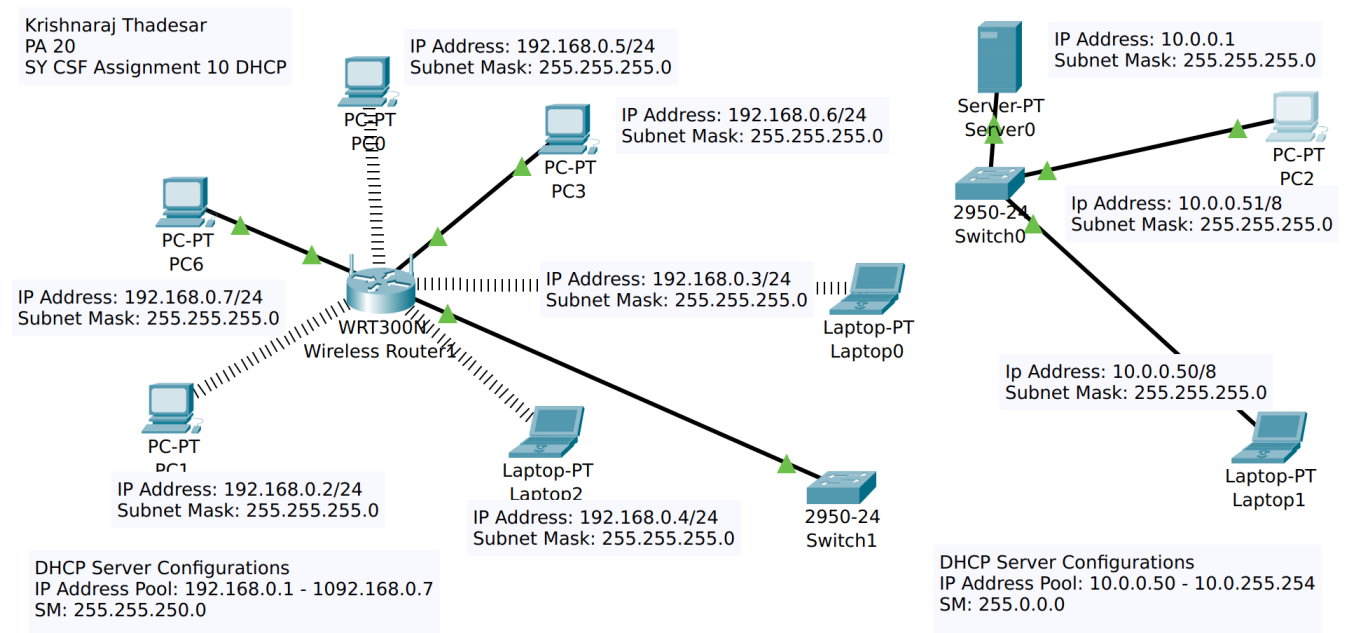 Krishnaraj Thadesar
PA 20
SY CSF Assignment 10 DHCP
IP Address: 192.168.0.5/24
Subnet Mask: 255.255.255.0
PC-PT
PC0
IP Address: 192.168.0.6/24
Subnet Mask: 255.255.255.0
PC-PT
PC3
PC-PT
PC6
IP Address: 192.168.0.7/24
Subnet Mask: 255.255.255.0
WRT300N
Wireless Router1
IP Address: 192.168.0.3/24
Subnet Mask: 255.255.255.0
Laptop-PT
Laptop0
PC-PT
PC1
IP Address: 192.168.0.2/24
Subnet Mask: 255.255.255.0
Laptop-PT
Laptop2
IP Address: 192.168.0.4/24
Subnet Mask: 255.255.255.0
2950-24
Switch1
DHCP Server Configurations
IP Address Pool: 192.168.0.1 - 1092.168.0.7
SM: 255.255.250.0
IP Address: 10.0.0.1
Subnet Mask: 255.255.255.0
Server-PT
Server0
PC-PT
PC2
2950-24
Switch0
Ip Address: 10.0.0.51/8
Subnet Mask: 255.255.255.0
Ip Address: 10.0.0.50/8
Subnet Mask: 255.255.255.0
Laptop-PT
Laptop1
DHCP Server Configurations
IP Address Pool: 10.0.0.50 - 10.0.255.254
SM: 255.0.0.0